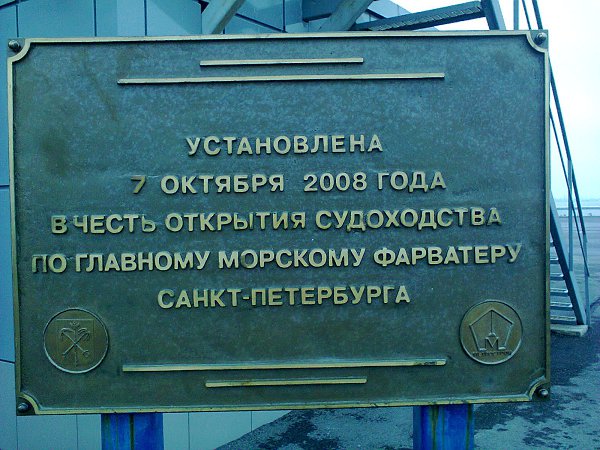 УСТАНОВЛЕНА
7 ОКТЯБРЯ 2008 ГОДА
В ЧЕСТЬ ОТКРЫТИЯ СУДОХОДСТВА
ПО ГЛАВНОМУ МОРСКОМУ ФАРВАТЕРУ
САНКТ-ПЕТЕРБУРГА